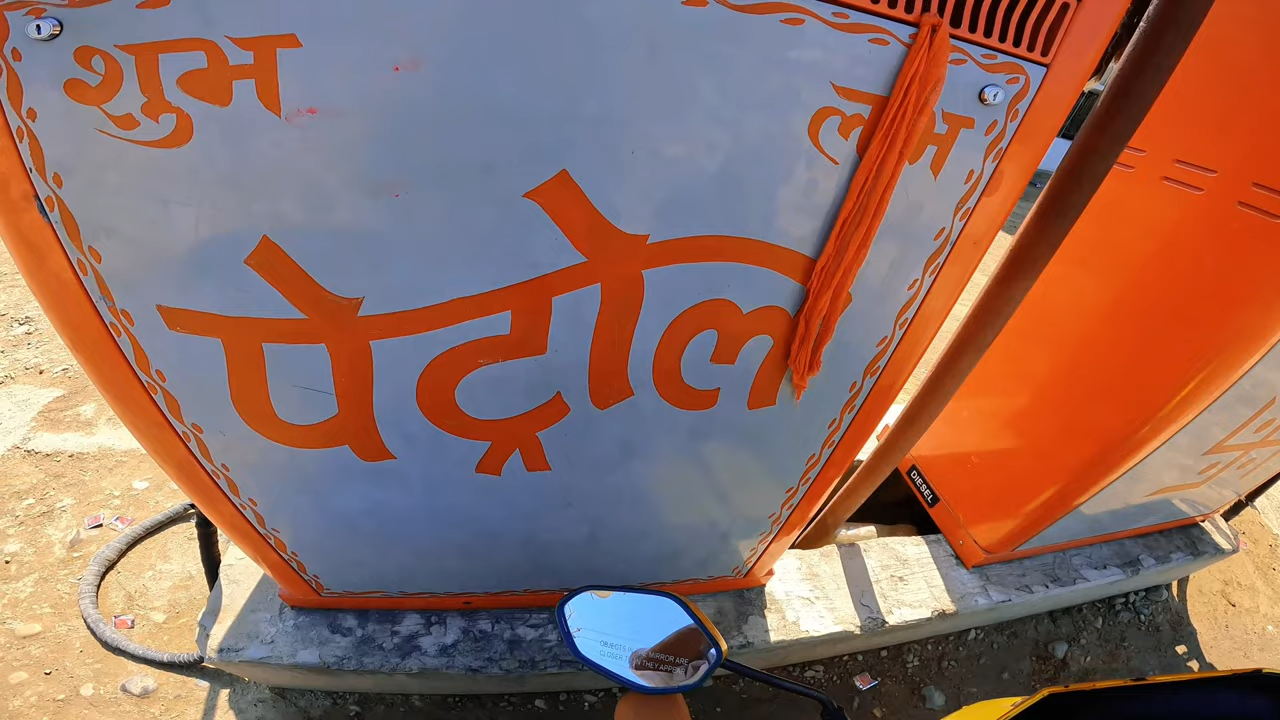 शुभ लाभ
पेट्रोल
DIESEL
OBJECTS IN THE MIRROR ARE
CLOSER THAN THEY APPEAR